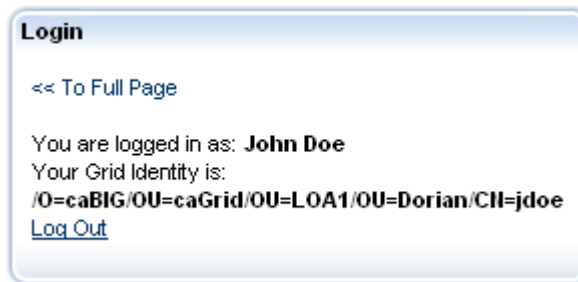 Login
<< To Full Page
You are logged in as: John Doe
Your Grid Identity is:
/O=caBIG/OU=caGrid/OU=LOA1/OU=Dorian/CN=jdoe
Log Out